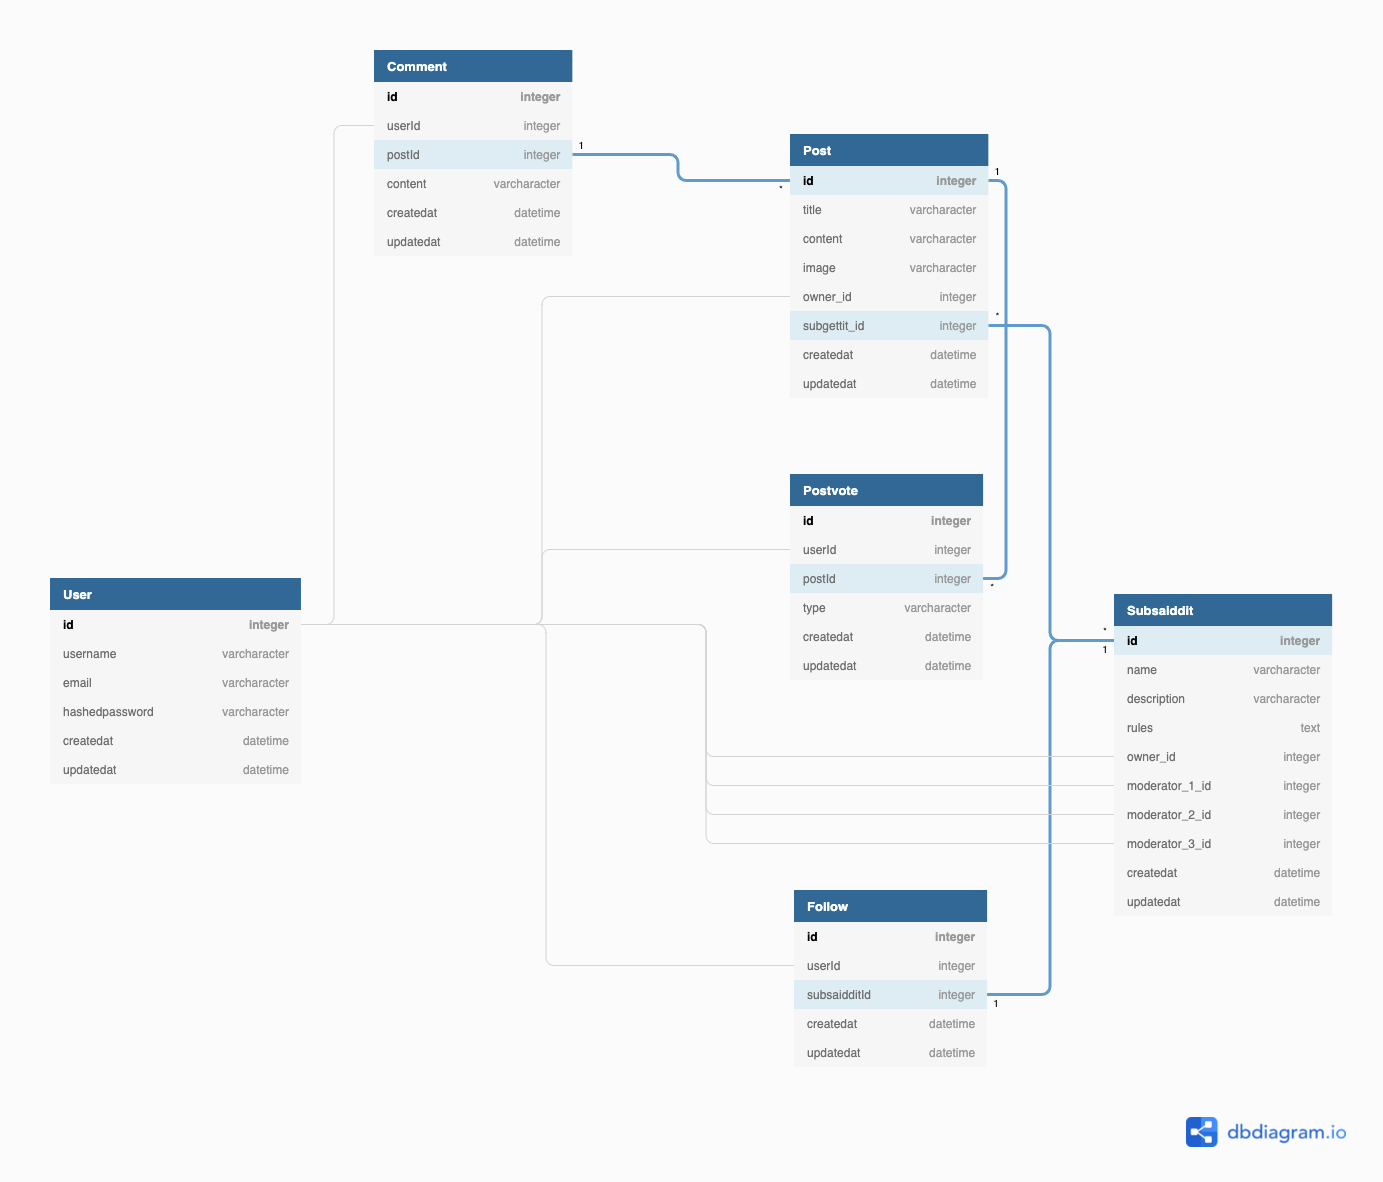 Comment
id integer
userId integer
postId integer
content varcharacter
createdat datetime
updatedat datetime
1
*
Post
id integer
title varcharacter
content varcharacter
image varcharacter
owner_id integer
subgettit_id integer
createdat datetime
updatedat datetime
1
*
Postvote
id integer
userId integer
postId integer
type varcharacter
createdat datetime
updatedat datetime
*
User
id integer
username varcharacter
email varcharacter
hashedpassword varcharacter
createdat datetime
updatedat datetime
*
1
Subsaiddit
id integer
name varcharacter
description varcharacter
rules text
owner_id integer
moderator_1_id integer
moderator_2_id integer
moderator_3_id integer
createdat datetime
updatedat datetime
Follow
id integer
userId integer
subsaidditId integer
createdat datetime
updatedat datetime
1
dbdiagram.io